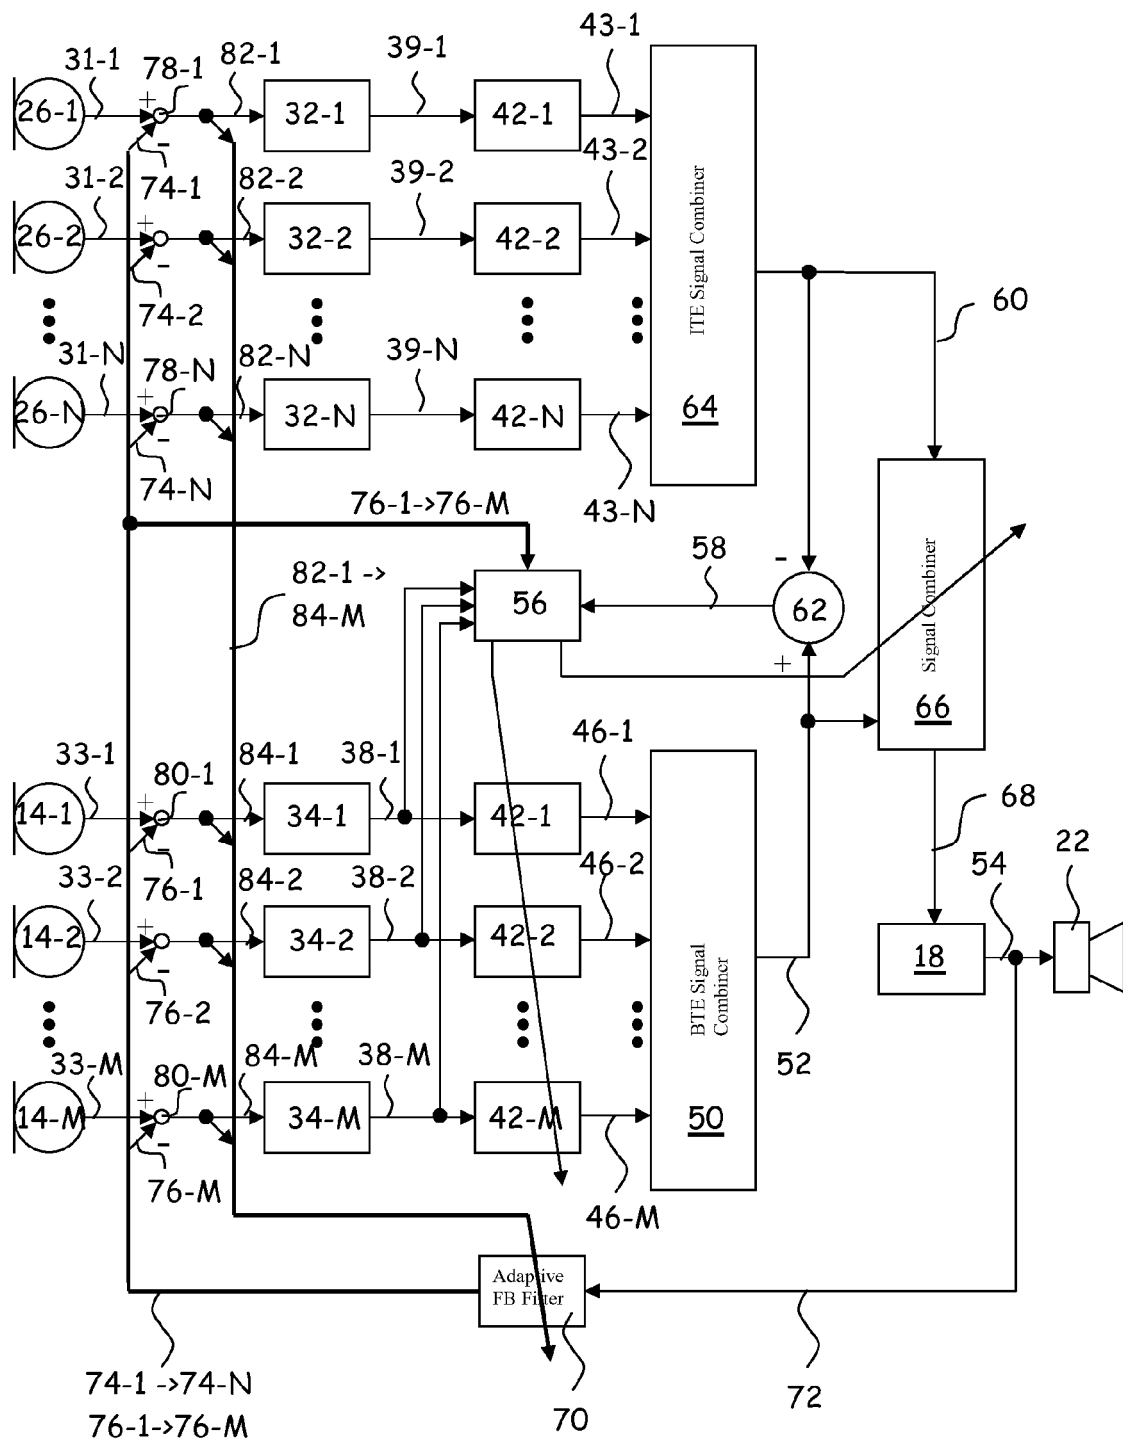 43-1
39-1
82-1
31-1
78-1
+
26-1
32-1
42-1
-
74-1
43-2
39-2
82-2
31-2
+
26-2
32-2
42-2
-
74-2
ITE Signal Combiner
64
60
39-N
82-N
31-N
78-N
+
26-N
32-N
42-N
-
74-N
43-N
76-1->76-M
58
-
82-1 ->
84-M
56
62
+
Signal Combiner
66
46-1
38-1
84-1
33-1
80-1
+
14-1
34-1
42-1
-
76-1
46-2
38-2
84-2
33-2
+
14-2
34-2
42-2
-
76-2
BTE Signal
Combiner
50
68
54
22
18
52
38-M
84-M
33-M
80-M
+
14-M
34-M
42-M
-
76-M
46-M
Adaptive
FB Filter
74-1 ->74-N
76-1->76-M
70
72